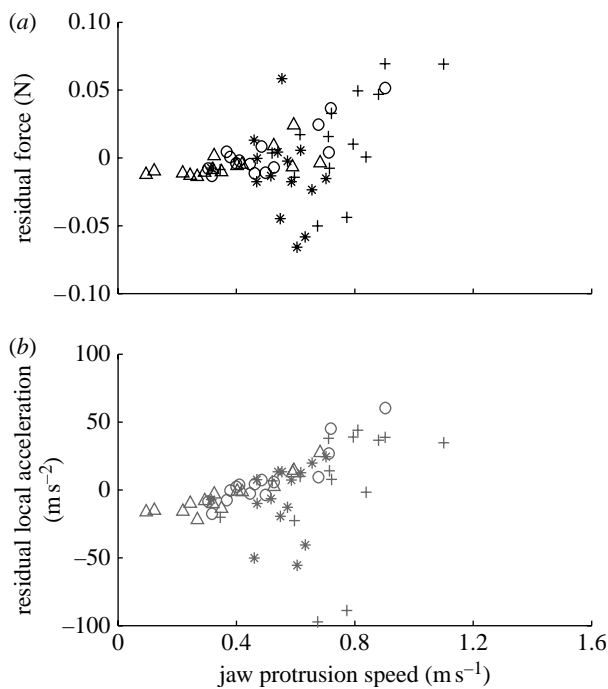 (a)
0.10
0.05
0
−0.05
−0.10
residual force (N)
(b)
100
50
0
−50
−100
residual local acceleration
(m s−2)
0 0.4 0.8 1.2 1.6
jaw protrusion speed (m s−1)